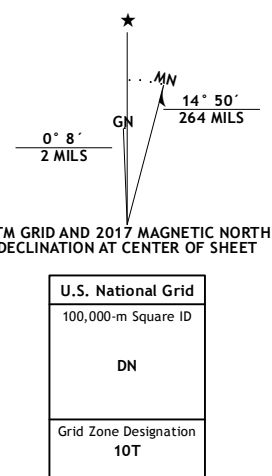 ★
MN
GN
14° 50´
264 MILS
0° 8´
2 MILS
TM GRID AND 2017 MAGNETIC NORTH
DECLINATION AT CENTER OF SHEET
U.S. National Grid
100,000-m Square ID
DN
Grid Zone Designation
10T